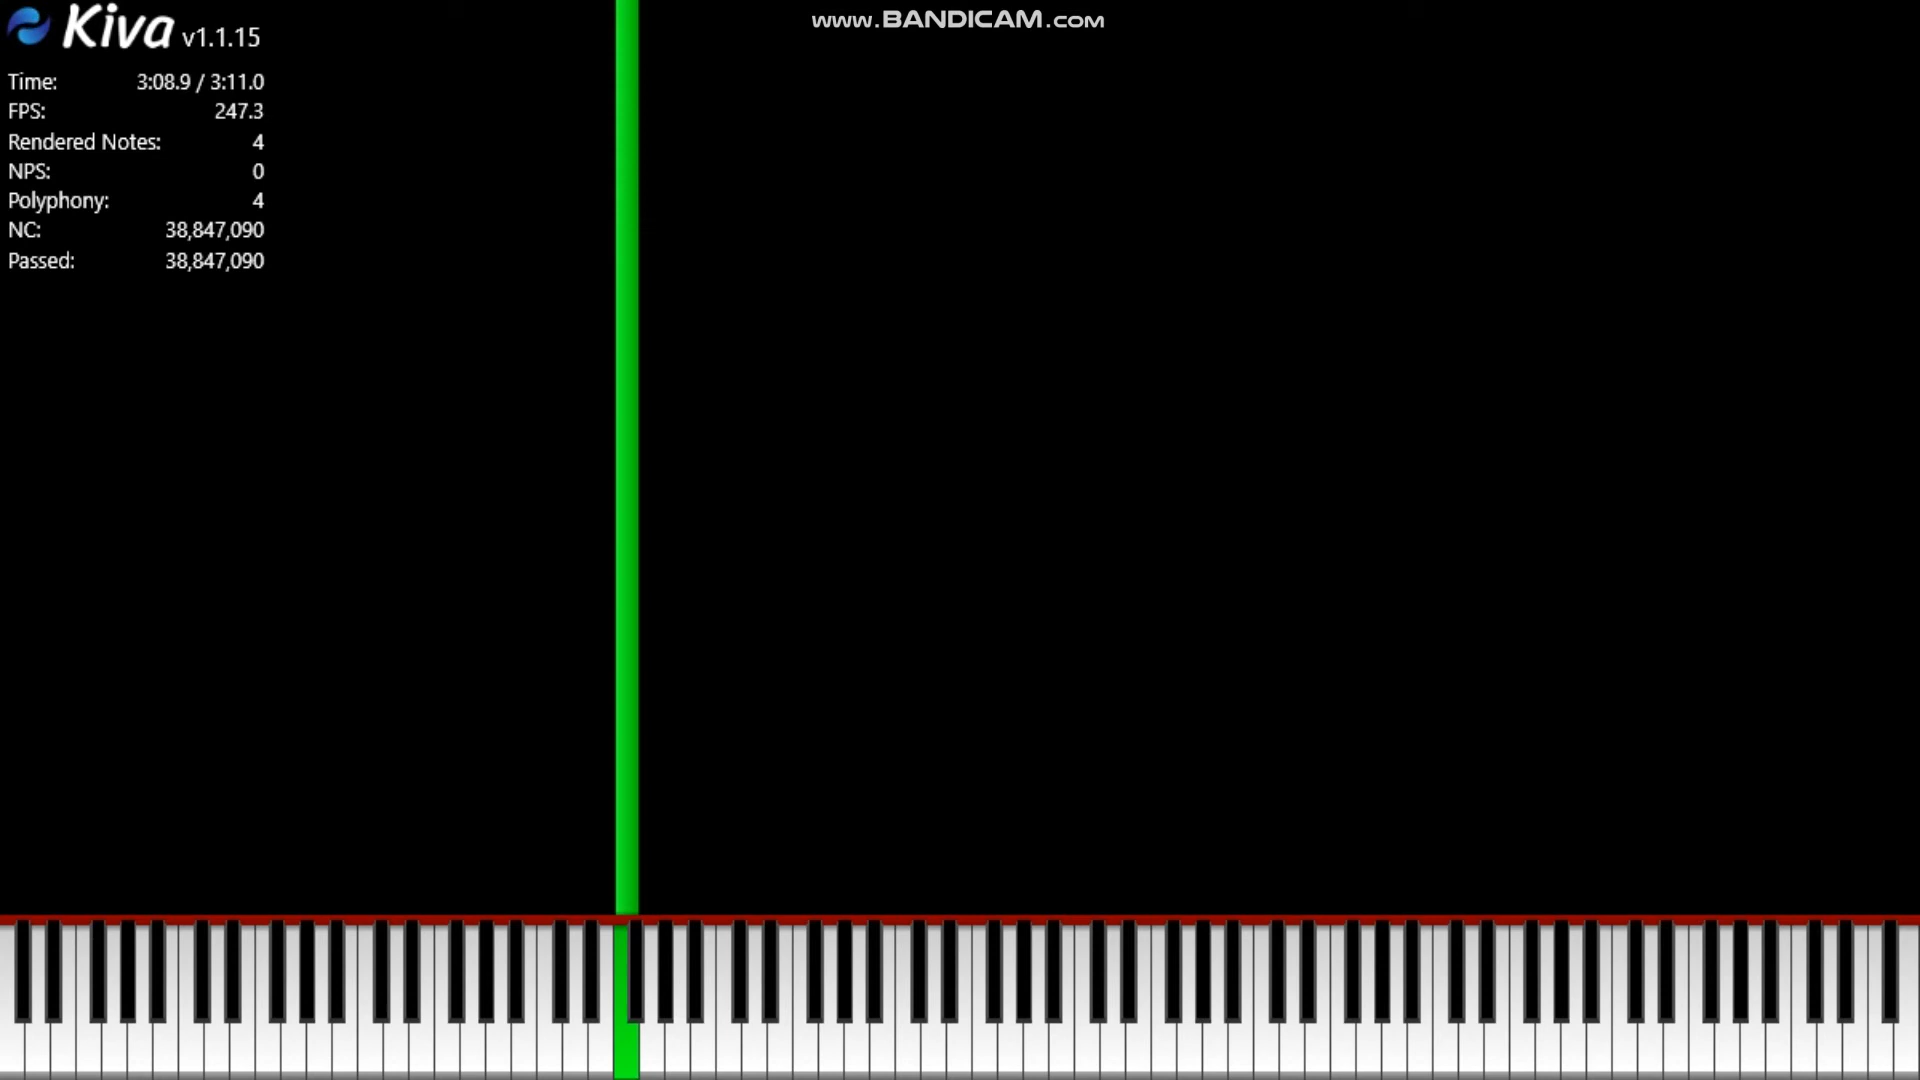 Kiva v1.1.15
www.BANDICAM.com
Time: 3:08.9 / 3:11.0
FPS: 247.3
Rendered Notes: 4
NPS: 0
Polyphony: 4
NC: 38,847,090
Passed: 38,847,090